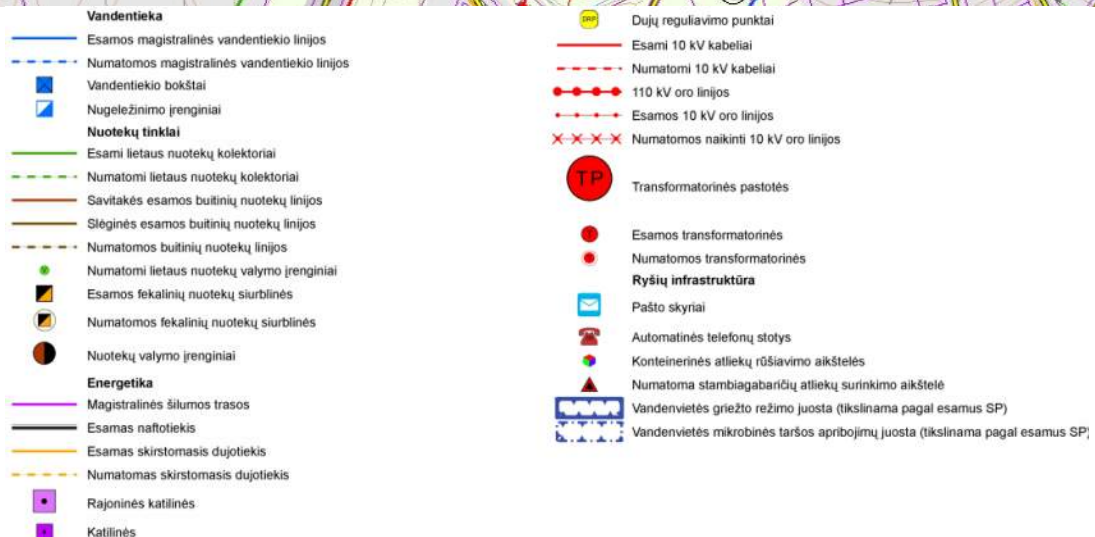 Vandentieka
Esamos magistralinės vandentiekio linijos
Numatomos magistralinės vandentiekio linijos
Vandentiekio bokštai
Nugeležinimo įrenginiai
Nuotekų tinklai
Esami lietaus nuotekų kolektoriai
Numatomi lietaus nuotekų kolektoriai
Savitakės esamos buitinių nuotekų linijos
Slėginės esamos buitinių nuotekų linijos
Numatomos buitinių nuotekų linijos
Numatomi lietaus nuotekų valymo įrenginiai
Esamos fekalinių nuotekų siurblinės
Numatomos fekalinių nuotekų siurblinės
Nuotekų valymo įrenginiai
Energetika
Magistralinės šilumos trasos
Esamas naftotiekis
Esamas skirstomasis dujotiekis
Numatomas skirstomasis dujotiekis
Rajoninės katilinės
Katilinės
DRP
Dujų reguliavimo punktai
Esami 10 kV kabeliai
Numatomi 10 kV kabeliai
110 kV oro linijos
Esamos 10 kV oro linijos
Numatomos naikinti 10 kV oro linijos
TP
Transformatorinės pastotės
Esamos transformatorinės
Numatomos transformatorinės
Ryšių infrastruktūra
Pašto skyriai
Automatinės telefonų stotys
Konteinerinės atliekų rūšiavimo aikštelės
Numatoma stambiagabaričių atliekų surinkimo aikštelė
Vandenvietės griežto režimo juosta (tikslinama pagal esamus SP)
Vandenvietės mikrobinės taršos apribojimų juosta (tikslinama pagal esamus SP)